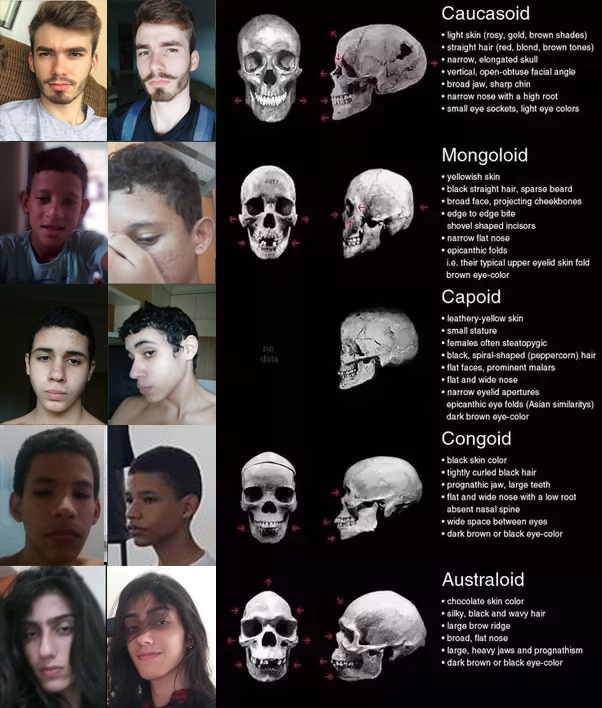 Caucasoid
• light skin (rosy, gold, brown shades)
• straight hair (red, blond, brown tones)
• narrow, elongated skull
• vertical, open-obtuse facial angle
• broad jaw, sharp chin
• narrow nose with a high root
• small eye sockets, light eye colors
Mongoloid
• yellowish skin
• black straight hair, sparse beard
• broad face, projecting cheekbones
• edge to edge bite
shovel shaped incisors
• narrow flat nose
• epicanthic folds
i.e. their typical upper eyelid skin fold
brown eye-color
Capoid
no
data
• leathery-yellow skin
• small stature
• females often steatopygic
• black, spiral-shaped (peppercorn) hair
• flat faces, prominent malars
• flat and wide nose
• narrow eyelid apertures
epicanthic eye folds (Asian similaritys)
dark brown eye-color
Congoid
• black skin color
• tightly curled black hair
• prognathic jaw, large teeth
• flat and wide nose with a low root
absent nasal spine
• wide space between eyes
• dark brown or black eye-color
Australoid
• chocolate skin color
• silky, black and wavy hair
• large brow ridge
• broad, flat nose
• large, heavy jaws and prognathism
• dark brown or black eye-color